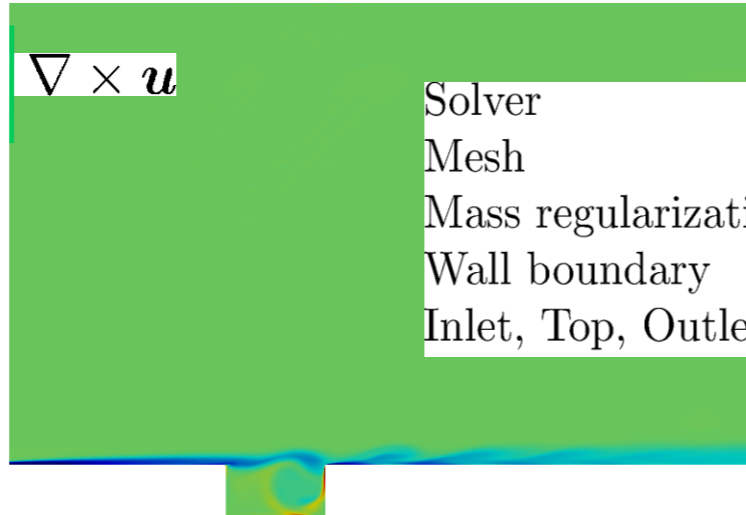 ∇ × u
Solver
Mesh
Mass regularizati
Wall boundary
Inlet, Top, Outle